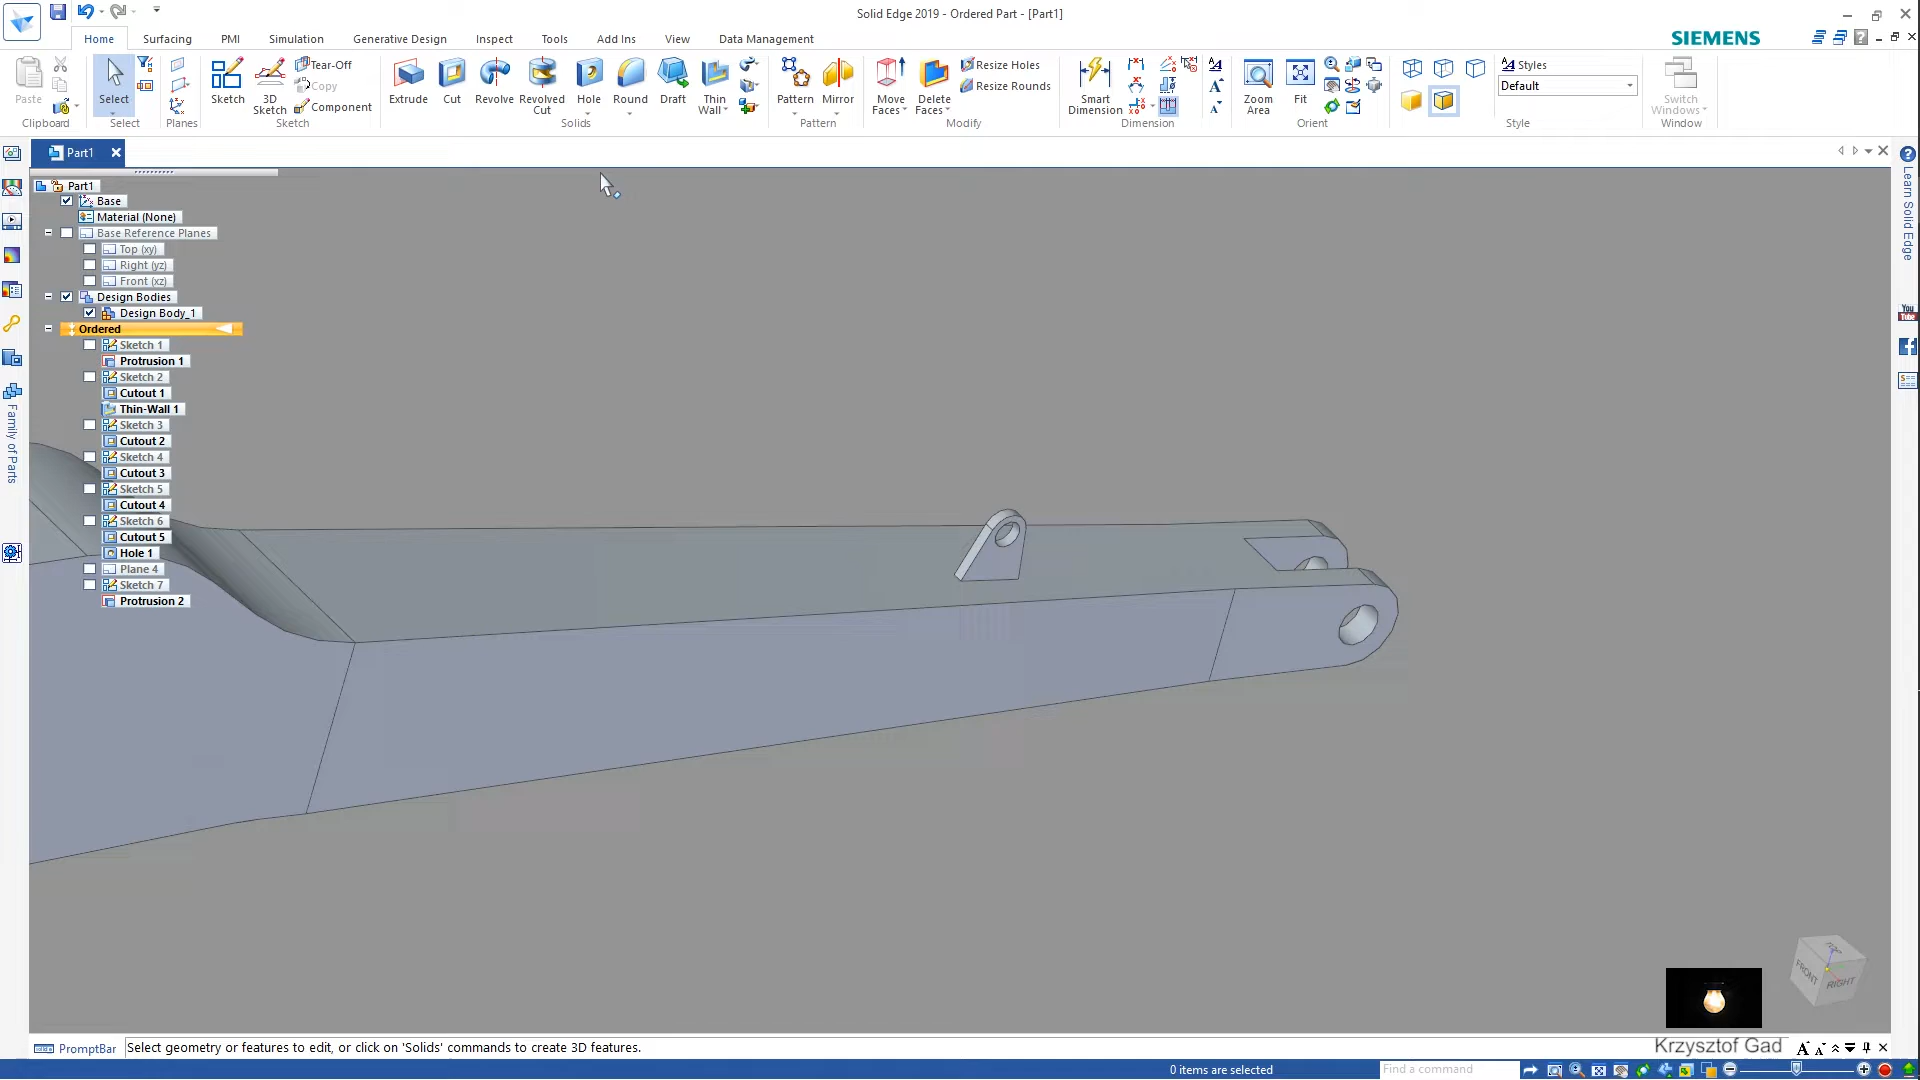 Solid Edge 2019 - Ordered Part - [Part1]
Home
Surfacing
PMI
Simulation
Generative Design
Inspect
Tools
Add Ins
View
Data Management
SIEMENS
Paste
Clipboard
Select
Select
Planes
Sketch
3D
Sketch
Tear-Off
Copy
Component
Sketch
Extrude
Cut
Revolve
Revolved
Cut
Hole
Round
Draft
Thin
Wall
Solids
Pattern
Mirror
Pattern
Move
Faces
Delete
Faces
Resize Holes
Resize Rounds
Modify
Smart
Dimension
Dimension
Zoom
Area
Fit
Orient
Styles
Default
Style
Switch
Windows
Window
Part1
Part1
Base
Material (None)
Base Reference Planes
Top (xy)
Right (yz)
Front (xz)
Design Bodies
Design Body_1
Ordered
Sketch 1
Protrusion 1
Sketch 2
Cutout 1
Thin-Wall 1
Sketch 3
Cutout 2
Sketch 4
Cutout 3
Sketch 5
Cutout 4
Sketch 6
Cutout 5
Hole 1
Plane 4
Sketch 7
Protrusion 2
Family of Parts
Learn Solid Edge
You
Tube
TOP
FRONT
RIGHT
PromptBar
Select geometry or features to edit, or click on 'Solids' commands to create 3D features.
Krzysztof Gad
0 items are selected
Find a command